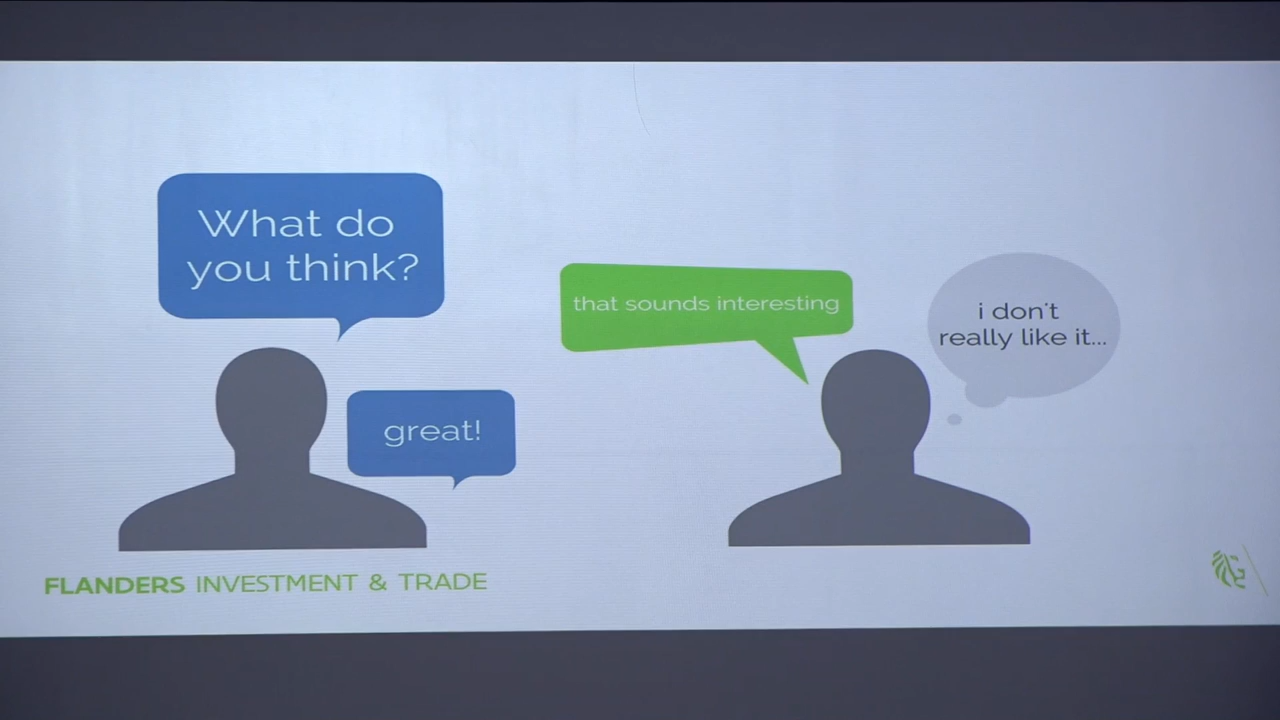 What do
you think?
great!
that sounds interesting
i don't
really like it...
FLANDERS INVESTMENT & TRADE